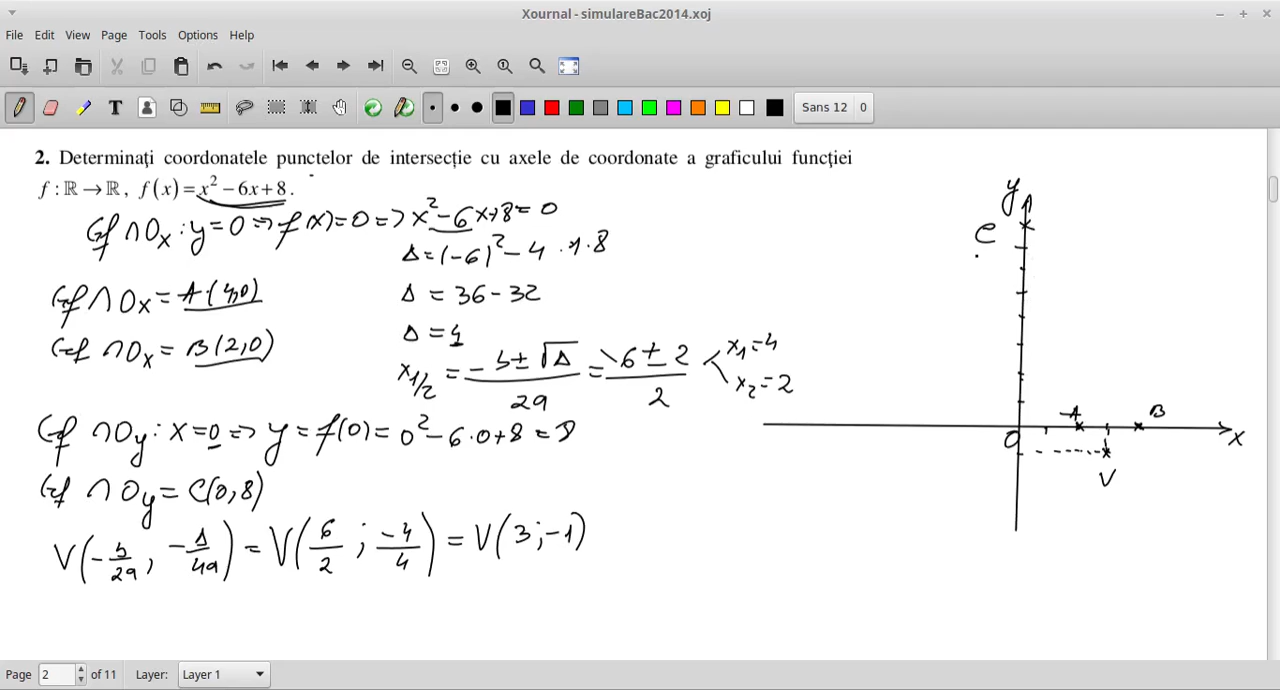 Xournal - simulareBac2014.xoj
File Edit View Page Tools Options Help
Sans 12 0
2. Determinați coordonatele punctelor de intersecție cu axele de coordonate a graficului funcției
f : ℝ → ℝ, f(x) = x² − 6x + 8.
Gf ∩ Ox : y = 0 => f(x) = 0 => x² − 6x + 8 = 0
Δ = (−6)² − 4 · 1 · 8
Gf ∩ Ox = A(4,0)
Δ = 36 − 32
Gf ∩ Ox = B(2,0)
Δ = 4
x1/2 = (−b ± √Δ) / 2a = (6 ± 2) / 2 < x1 = 4
x2 = 2
Gf ∩ Oy : x = 0 => y = f(0) = 0² − 6·0 + 8 = 8
Gf ∩ Oy = C(0,8)
V(−b/2a, −Δ/4a) = V(6/2 ; −4/4) = V(3;−1)
y
C
A B
O x
V
Page 2 of 11 Layer: Layer 1